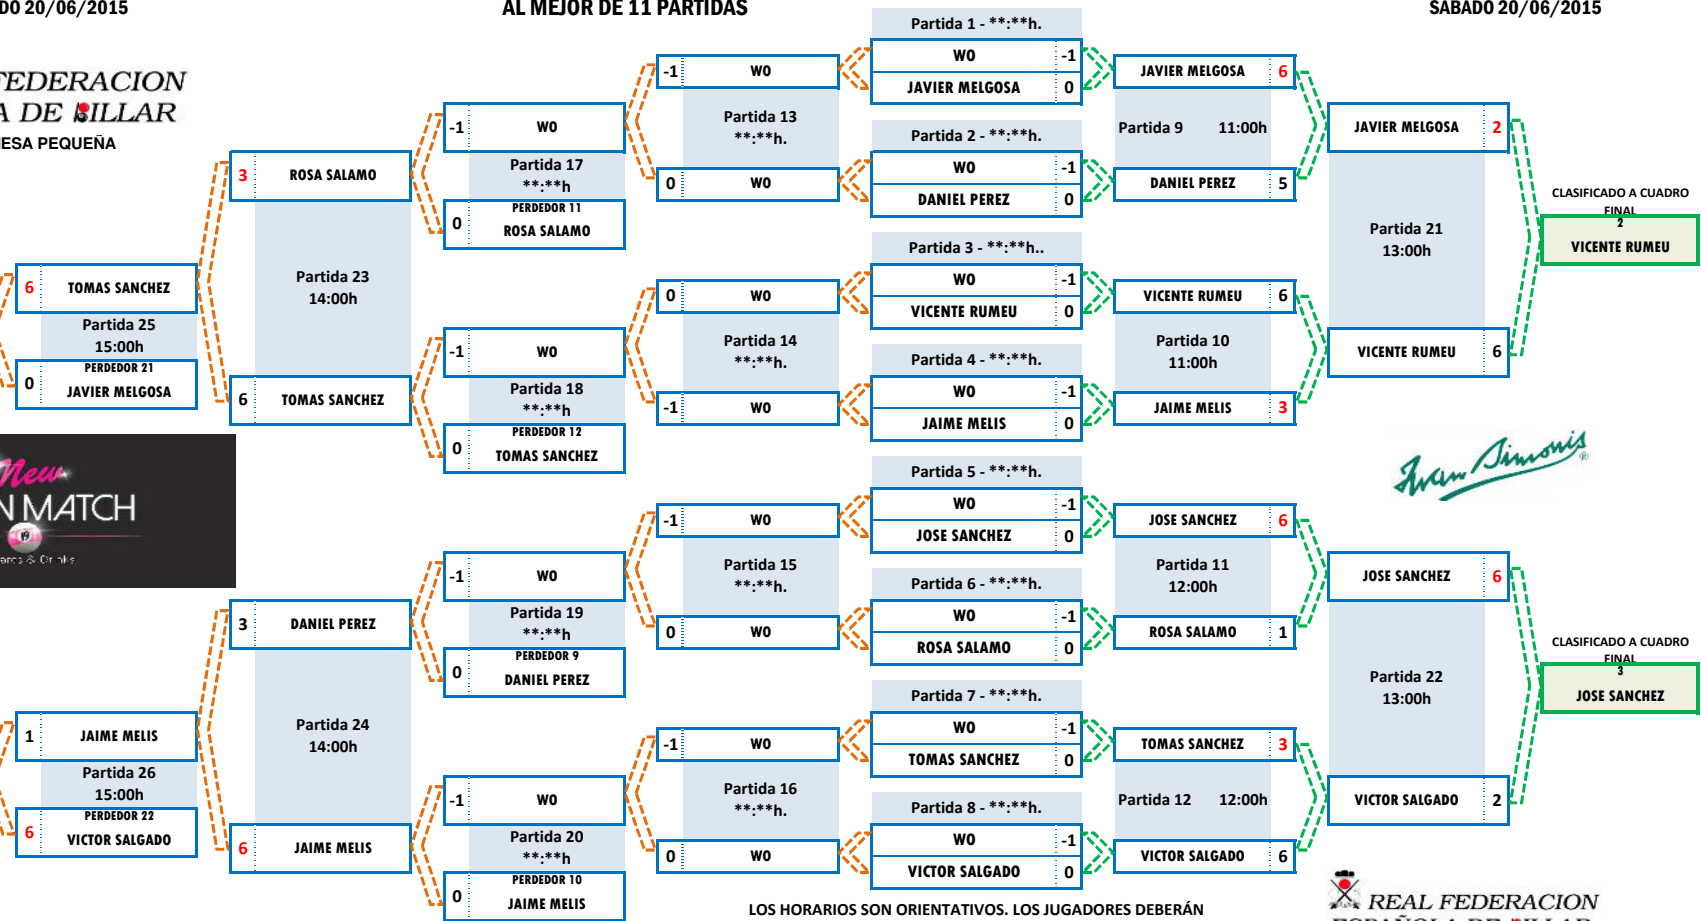 DO 20/06/2015
AL MEJOR DE 11 PARTIDAS
SABADO 20/06/2015
FEDERACION
A DE BILLAR
MESA PEQUEÑA
6 TOMAS SANCHEZ
Partida 25
15:00h
PERDEDOR 21
0 JAVIER MELGOSA
New
N MATCH
19
& Drinks
1 JAIME MELIS
Partida 26
15:00h
PERDEDOR 22
6 VICTOR SALGADO
3 ROSA SALAMO
Partida 23
14:00h
6 TOMAS SANCHEZ
3 DANIEL PEREZ
Partida 24
14:00h
6 JAIME MELIS
-1 WO
Partida 17
**:**h
PERDEDOR 11
0 ROSA SALAMO
-1 WO
Partida 18
**:**h
PERDEDOR 12
0 TOMAS SANCHEZ
-1 WO
Partida 19
**:**h
PERDEDOR 9
0 DANIEL PEREZ
-1 WO
Partida 20
**:**h
PERDEDOR 10
0 JAIME MELIS
-1 WO
Partida 13
**:**h.
0 WO
0 WO
Partida 14
**:**h.
-1 WO
-1 WO
Partida 15
**:**h.
0 WO
-1 WO
Partida 16
**:**h.
0 WO
Partida 1 - **:**h.
WO -1
JAVIER MELGOSA 0
Partida 2 - **:**h.
WO -1
DANIEL PEREZ 0
Partida 3 - **:**h..
WO -1
VICENTE RUMEU 0
Partida 4 - **:**h.
WO -1
JAIME MELIS 0
Partida 5 - **:**h.
WO -1
JOSE SANCHEZ 0
Partida 6 - **:**h.
WO -1
ROSA SALAMO 0
Partida 7 - **:**h.
WO -1
TOMAS SANCHEZ 0
Partida 8 - **:**h.
WO -1
VICTOR SALGADO 0
JAVIER MELGOSA 6
Partida 9 11:00h
DANIEL PEREZ 5
VICENTE RUMEU 6
Partida 10
11:00h
JAIME MELIS 3
JOSE SANCHEZ 6
Partida 11
12:00h
ROSA SALAMO 1
TOMAS SANCHEZ 3
Partida 12 12:00h
VICTOR SALGADO 6
JAVIER MELGOSA 2
Partida 21
13:00h
VICENTE RUMEU 6
Iwan Simonis ®
JOSE SANCHEZ 6
Partida 22
13:00h
VICTOR SALGADO 2
CLASIFICADO A CUADRO
FINAL
2
VICENTE RUMEU
CLASIFICADO A CUADRO
FINAL
3
JOSE SANCHEZ
LOS HORARIOS SON ORIENTATIVOS. LOS JUGADORES DEBERÁN
REAL FEDERACION
ESPAÑOLA DE BILLAR